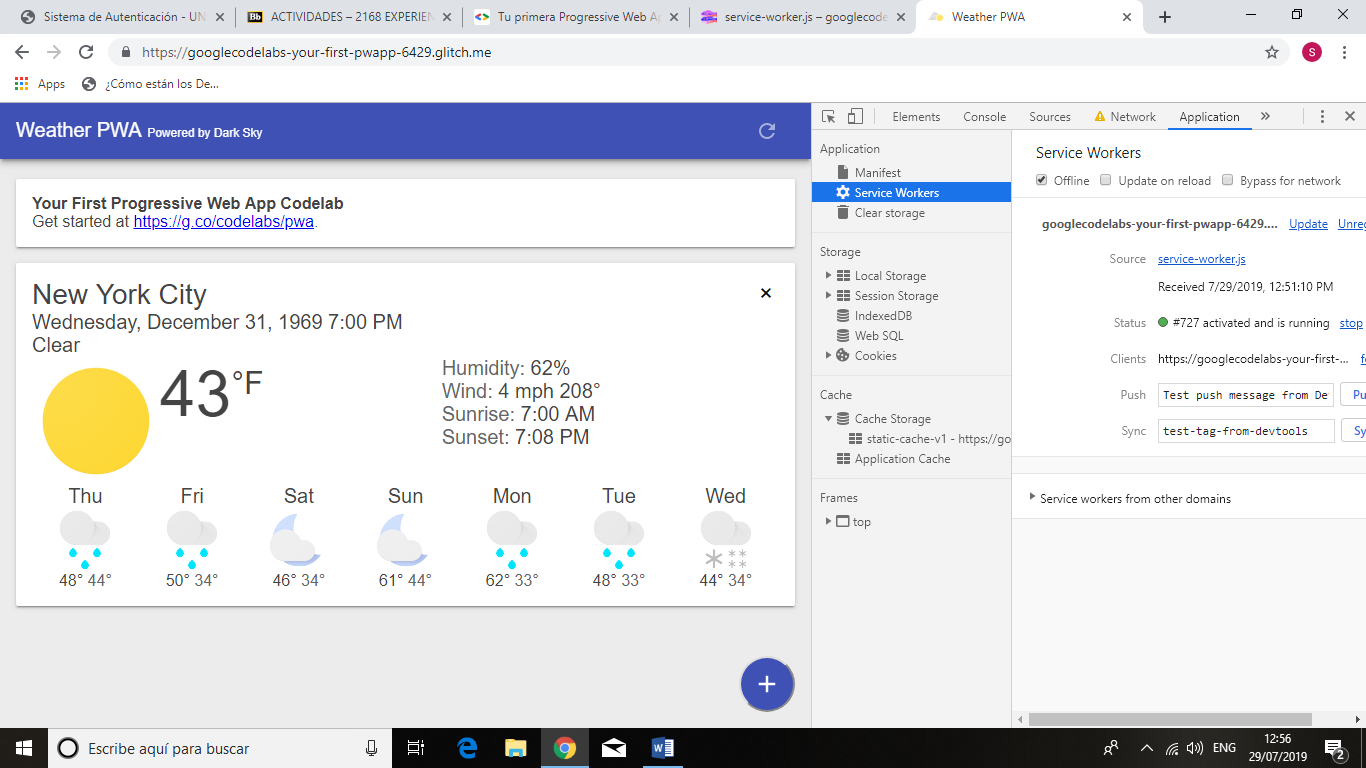 Sistema de Autenticación - UN
Bb ACTIVIDADES – 2168 EXPERIEN
Tu primera Progressive Web Ap
service-worker.js – googlecodel
Weather PWA
https://googlecodelabs-your-first-pwapp-6429.glitch.me
S
Apps
¿Cómo están los De...
Weather PWA Powered by Dark Sky
Your First Progressive Web App Codelab
Get started at https://g.co/codelabs/pwa.
New York City
Wednesday, December 31, 1969 7:00 PM
Clear
43°F
Humidity: 62%
Wind: 4 mph 208°
Sunrise: 7:00 AM
Sunset: 7:08 PM
Thu Fri Sat Sun Mon Tue Wed
48° 44° 50° 34° 46° 34° 61° 44° 62° 33° 48° 33° 44° 34°
Elements Console Sources Network Application
Application
Manifest
Service Workers
Clear storage
Storage
Local Storage
Session Storage
IndexedDB
Web SQL
Cookies
Cache
Cache Storage
static-cache-v1 - https://go
Application Cache
Frames
top
Service Workers
Offline Update on reload Bypass for network
googlecodelabs-your-first-pwapp-6429.... Update Unreg
Source service-worker.js
Received 7/29/2019, 12:51:10 PM
Status #727 activated and is running stop
Clients https://googlecodelabs-your-first-... fo
Push Test push message from De Pu
Sync test-tag-from-devtools Sy
Service workers from other domains
Escribe aquí para buscar
ENG
12:56
29/07/2019
2